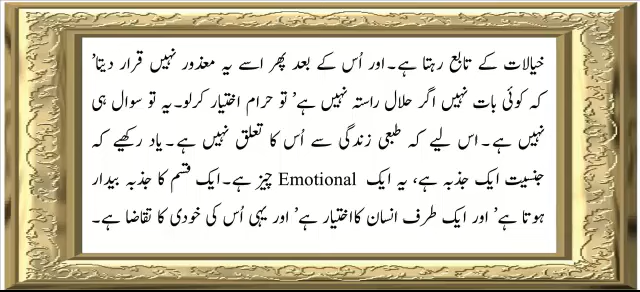 خیالات کے تابع رہتا ہے۔اور اُس کے بعد پھر اسے یہ معذور نہیں قرار دیتا’
کہ کوئی بات نہیں اگر حلال راستہ نہیں ہے’ تو حرام اختیار کرلو۔یہ تو سوال ہی
نہیں ہے۔ اس لیے کہ طبعی زندگی سے اُس کا تعلق نہیں ہے۔یاد رکھیے کہ
جنسیت ایک جذبہ ہے، یہ ایک Emotional چیز ہے۔ایک قسم کا جذبہ بیدار
ہوتا ہے’ اور ایک طرف انسان کااختیار ہے’ اور یہی اُس کی خودی کا تقاضا ہے۔